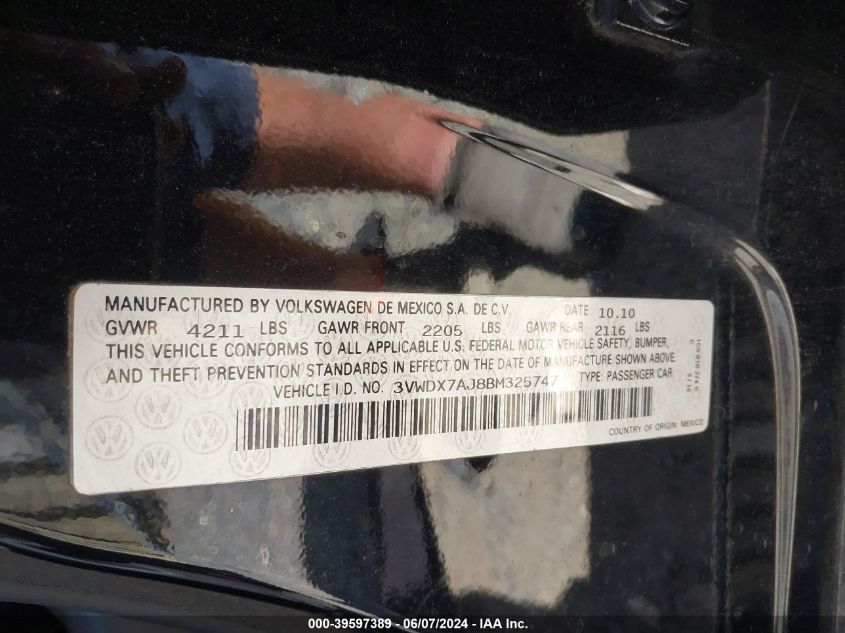 MANUFACTURED BY VOLKSWAGEN DE MEXICO S.A. DE C.V. DATE 10.10
GVWR 4211 LBS GAWR FRONT 2205 LBS GAWR REAR 2116 LBS
THIS VEHICLE CONFORMS TO ALL APPLICABLE U.S. FEDERAL MOTOR VEHICLE SAFETY, BUMPER,
AND THEFT PREVENTION STANDARDS IN EFFECT ON THE DATE OF MANUFACTURE SHOWN ABOVE.
VEHICLE I.D. NO. 3VWDX7AJ8BM325747 TYPE: PASSENGER CAR
COUNTRY OF ORIGIN: MEXICO
000-39597389 - 06/07/2024 - IAA Inc.